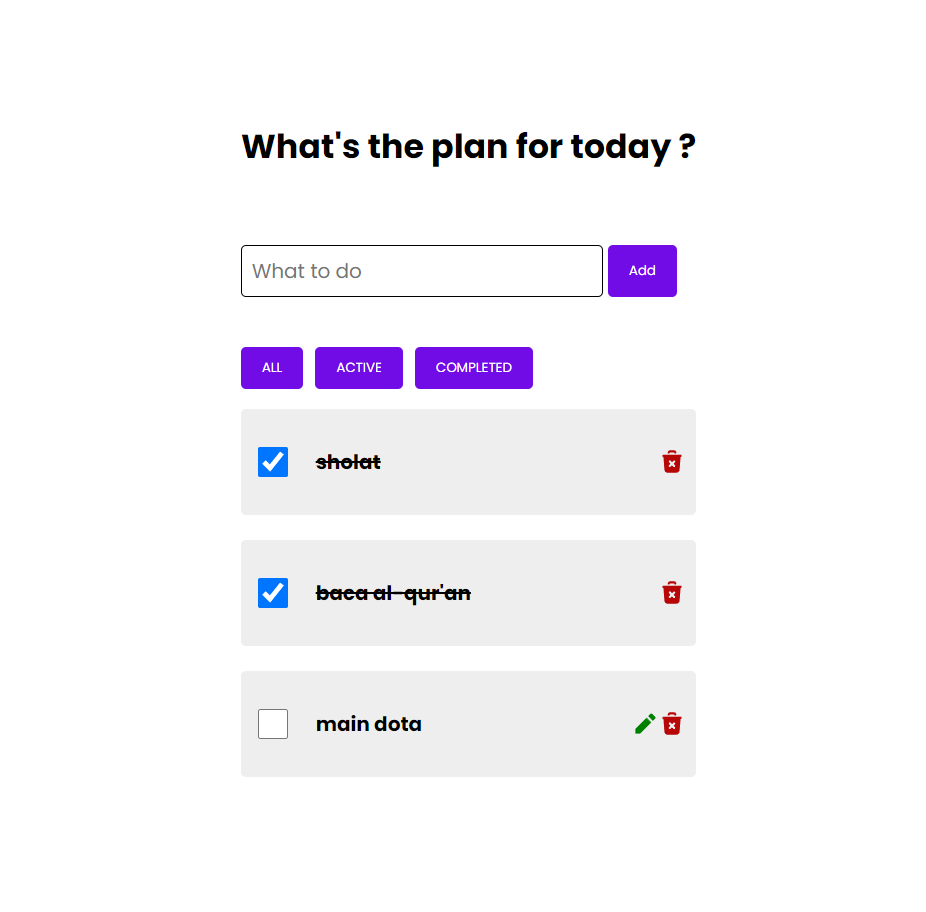 What's the plan for today ?
What to do
Add
ALL ACTIVE COMPLETED
sholat
baca al-qur'an
main dota